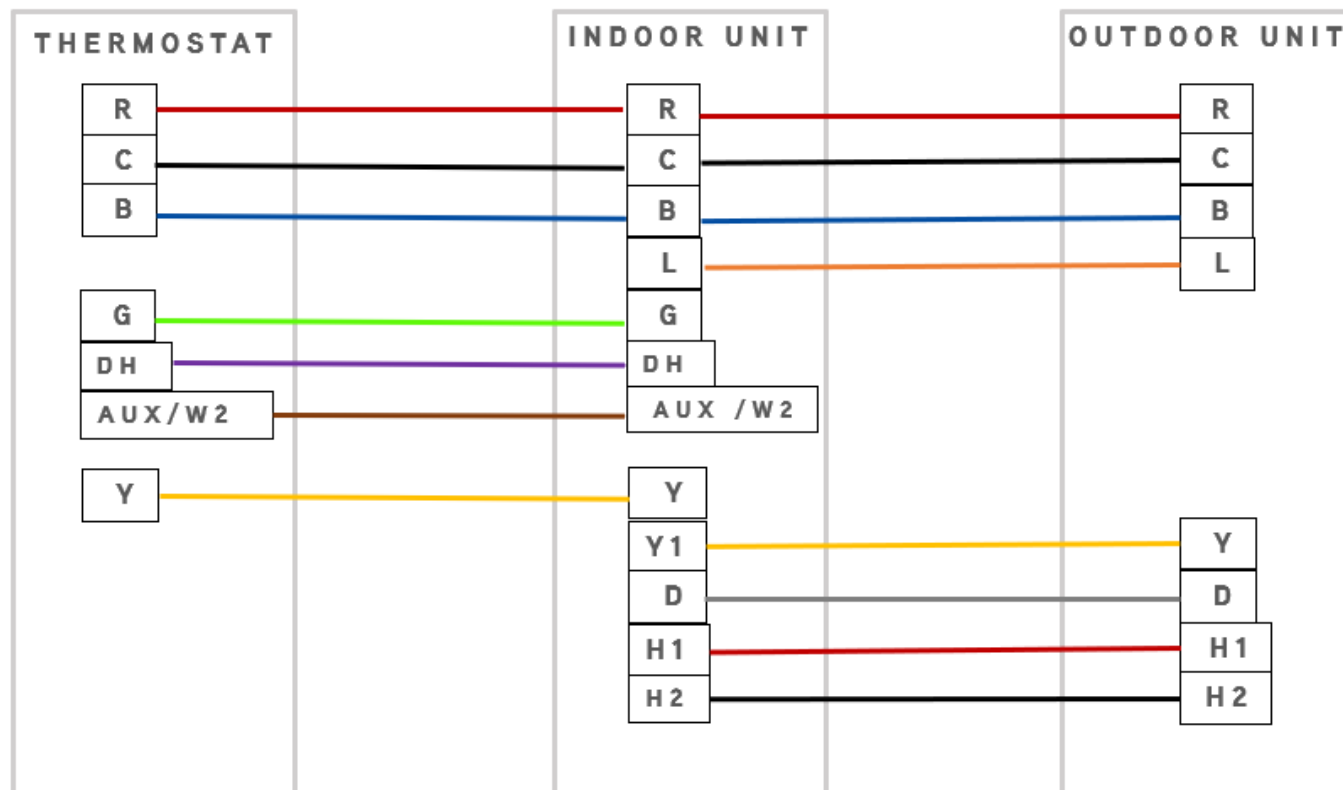 THERMOSTAT
INDOOR UNIT
OUTDOOR UNIT
R
R
R
C
C
C
B
B
B
L
L
G
G
DH
DH
AUX/W2
AUX /W2
Y
Y
Y1
Y
D
D
H1
H1
H2
H2